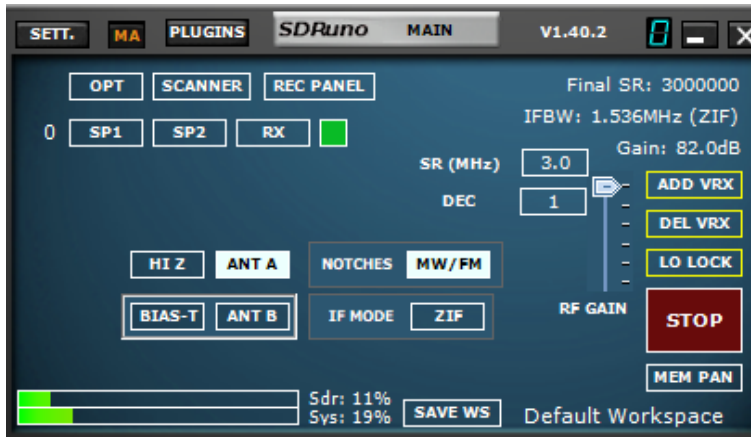 SETT. MA PLUGINS SDRuno MAIN V1.40.2 8
OPT SCANNER REC PANEL Final SR: 3000000
IFBW: 1.536MHz (ZIF)
0 SP1 SP2 RX
Gain: 82.0dB
SR (MHz) 3.0
ADD VRX
DEC 1
DEL VRX
HI Z ANT A NOTCHES MW/FM LO LOCK
BIAS-T ANT B IF MODE ZIF RF GAIN STOP
MEM PAN
Sdr: 11%
Sys: 19% SAVE WS Default Workspace